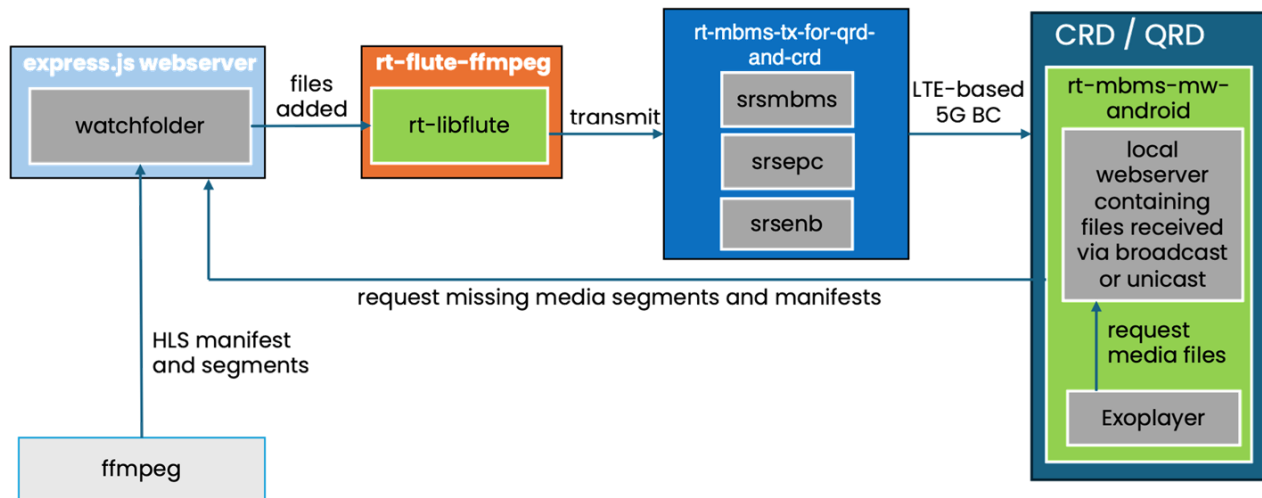 express.js webserver
watchfolder
files
added
rt-flute-ffmpeg
rt-libflute
transmit
rt-mbms-tx-for-qrd-
and-crd
srsmbms
srsepc
srsenb
LTE-based
5G BC
CRD / QRD
rt-mbms-mw-
android
local
webserver
containing
files received
via broadcast
or unicast
request
media files
Exoplayer
request missing media segments and manifests
HLS manifest
and segments
ffmpeg